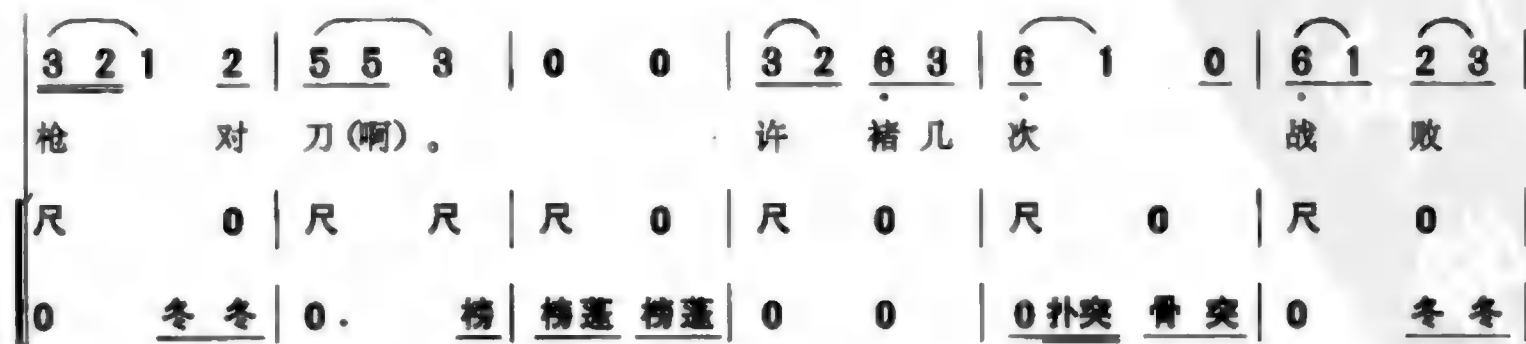 3 2 1 2 | 5 5 3 | 0 0 | 3 2 6̣ 3 | 6̣ 1 0 | 6̣ 1 2 3 |
枪 对 刀(啊)。 许 褚 几 次 战 败
尺 0 | 尺 尺 | 尺 0 | 尺 0 | 尺 0 | 尺 0
0 冬 冬 | 0. 榜 | 榜 蓬 榜 蓬 | 0 0 | 0 扑突 骨 突 | 0 冬 冬